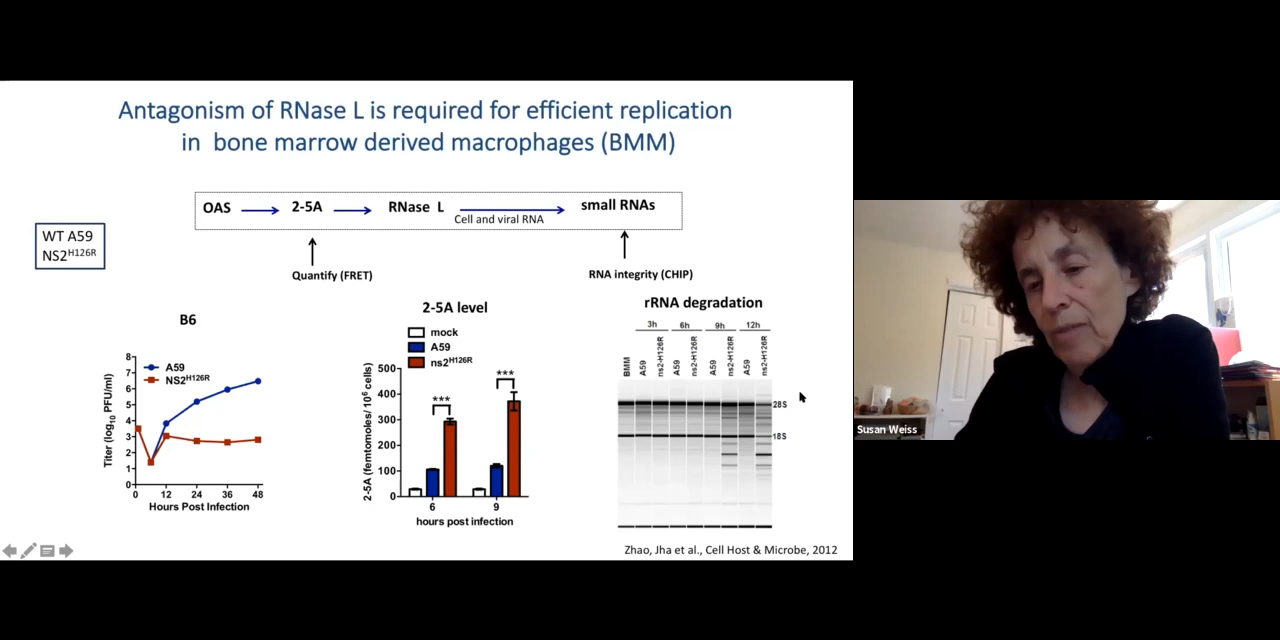 Antagonism of RNase L is required for efficient replication
in bone marrow derived macrophages (BMM)
OAS 2-5A RNase L small RNAs
Cell and viral RNA
WT A59
NS2H126R
Quantify (FRET) RNA integrity (CHIP)
B6
A59
NS2H126R
Titer (log10 PFU/ml)
8
7
6
5
4
3
2
1
0
0 12 24 36 48
Hours Post Infection
2-5A level
mock
A59
ns2H126R
2-5A (femtomoles/ 10^6 cells)
500
400
300
200
100
0
***
***
6 9
hours post infection
rRNA degradation
3h 6h 9h 12h
BMM A59 ns2-H126R A59 ns2-H126R A59 ns2-H126R A59 ns2-H126R
28S
18S
Zhao, Jha et al., Cell Host & Microbe, 2012
Susan Weiss